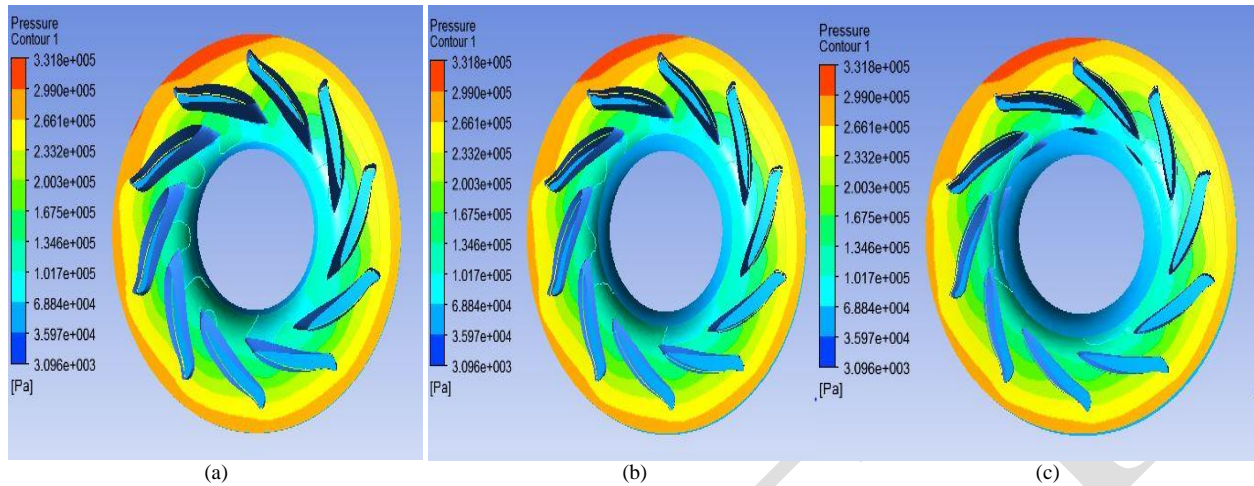 Pressure
Contour 1
3.318e+005
2.990e+005
2.661e+005
2.332e+005
2.003e+005
1.675e+005
1.346e+005
1.017e+005
6.884e+004
3.597e+004
3.096e+003
[Pa]
(a)
Pressure
Contour 1
3.318e+005
2.990e+005
2.661e+005
2.332e+005
2.003e+005
1.675e+005
1.346e+005
1.017e+005
6.884e+004
3.597e+004
3.096e+003
[Pa]
(b)
Pressure
Contour 1
3.318e+005
2.990e+005
2.661e+005
2.332e+005
2.003e+005
1.675e+005
1.346e+005
1.017e+005
6.884e+004
3.597e+004
3.096e+003
[Pa]
(c)